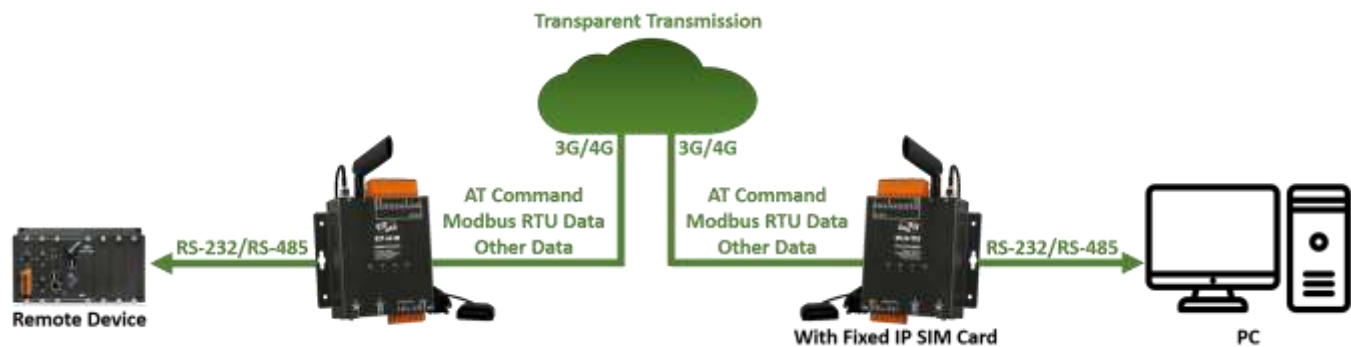 Transparent Transmission
3G/4G
3G/4G
AT Command
Modbus RTU Data
Other Data
AT Command
Modbus RTU Data
Other Data
RS-232/RS-485
RS-232/RS-485
Remote Device
With Fixed IP SIM Card
PC